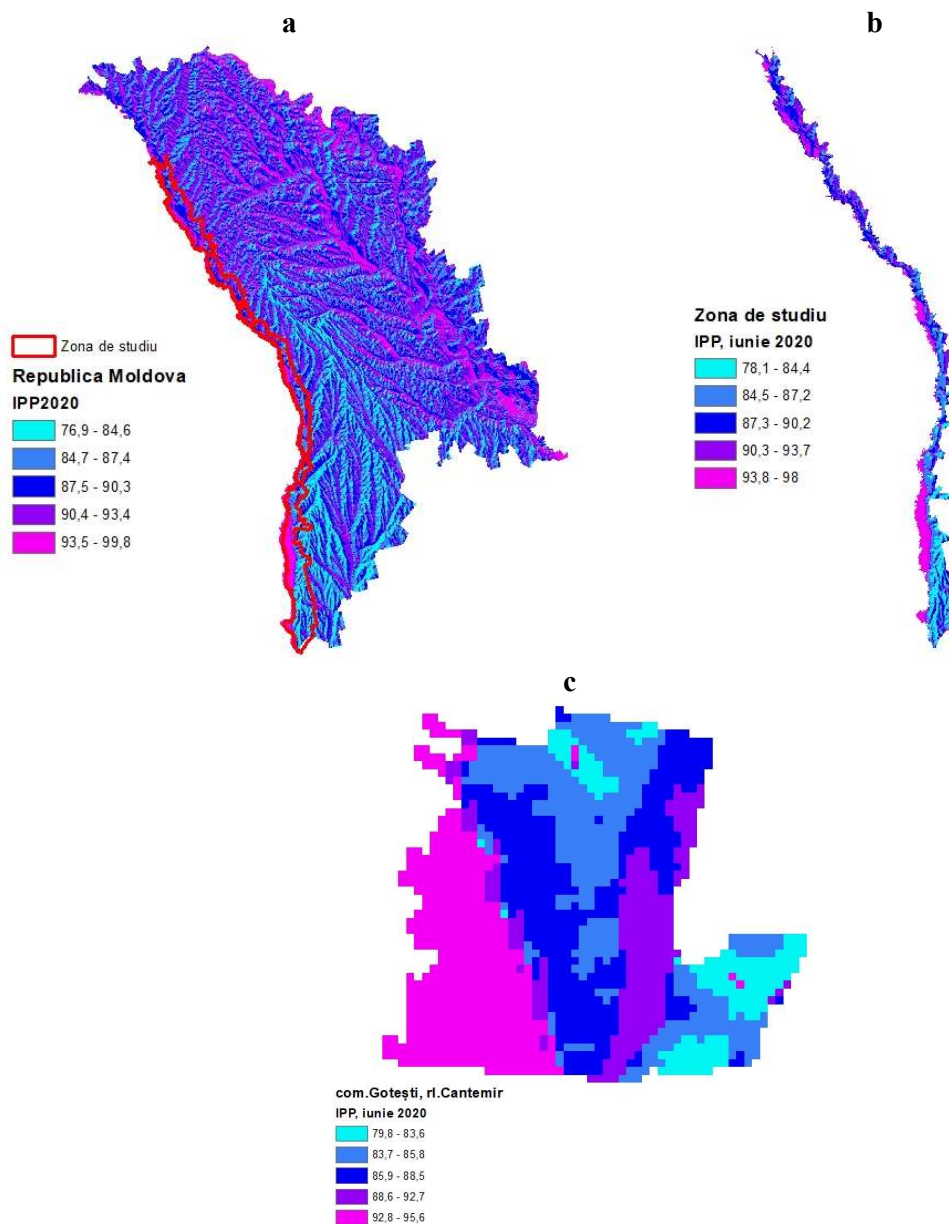 a
b
Zona de studiu
Republica Moldova
IPP2020
76,9 - 84,6
84,7 - 87,4
87,5 - 90,3
90,4 - 93,4
93,5 - 99,8
Zona de studiu
IPP, iunie 2020
78,1 - 84,4
84,5 - 87,2
87,3 - 90,2
90,3 - 93,7
93,8 - 98
c
com.Gotești, rl.Cantemir
IPP, iunie 2020
79,8 - 83,6
83,7 - 85,8
85,9 - 88,5
88,6 - 92,7
92,8 - 95,6